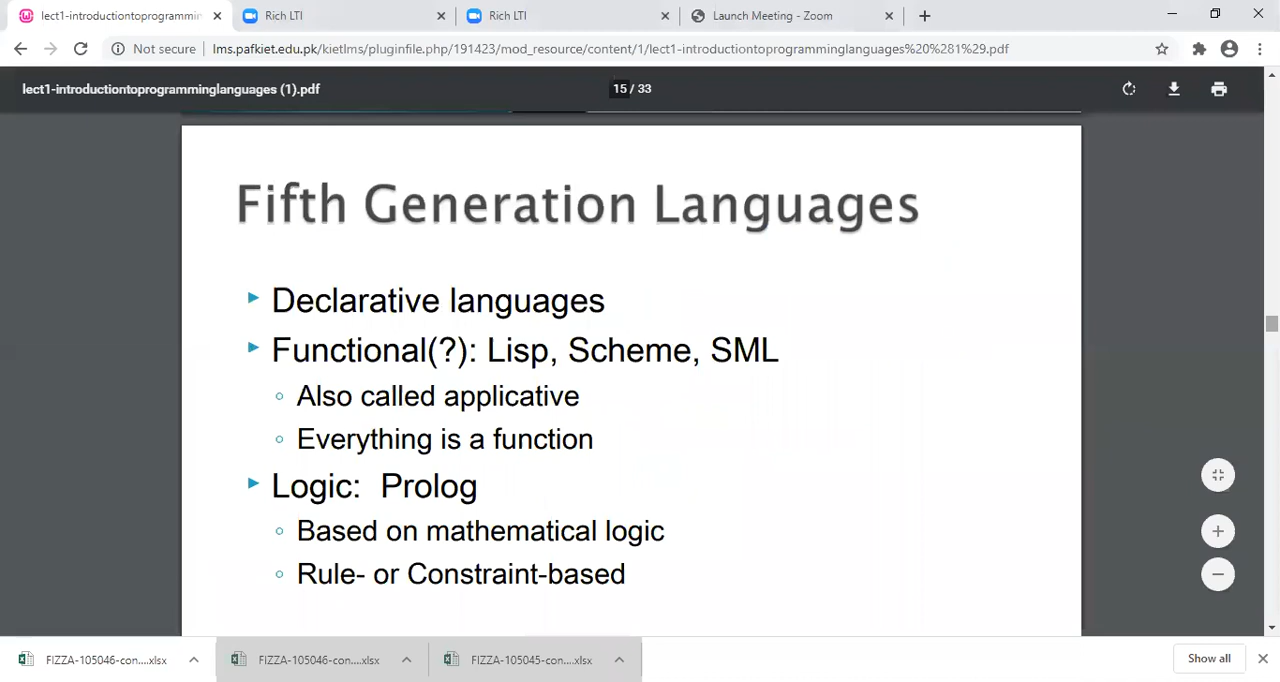 lect1-introductiontoprogrammin
Rich LTI
Rich LTI
Launch Meeting - Zoom
Not secure
lms.pafkiet.edu.pk/kietlms/pluginfile.php/191423/mod_resource/content/1/lect1-introductiontoprogramminglanguages%20%281%29.pdf
lect1-introductiontoprogramminglanguages (1).pdf
15 / 33
Fifth Generation Languages
Declarative languages
Functional(?): Lisp, Scheme, SML
Also called applicative
Everything is a function
Logic: Prolog
Based on mathematical logic
Rule- or Constraint-based
FIZZA-105046-con....xlsx
FIZZA-105046-con....xlsx
FIZZA-105045-con....xlsx
Show all